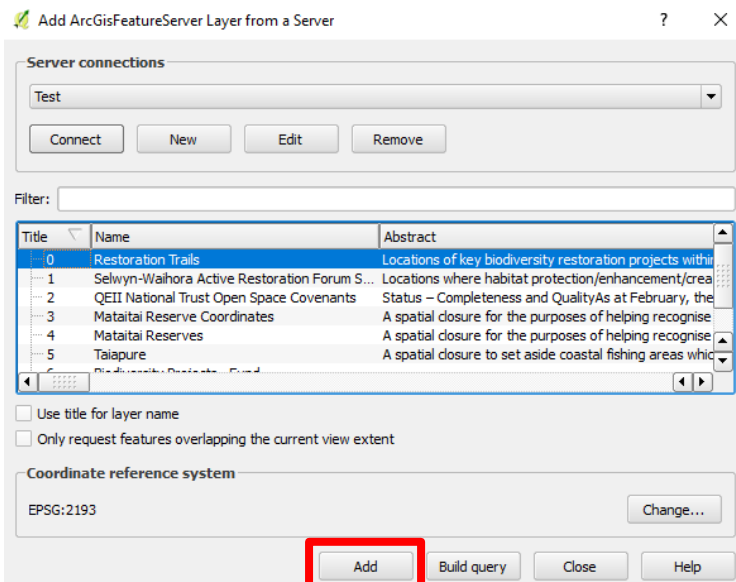 Add ArcGisFeatureServer Layer from a Server ? X
Server connections
Test
Connect New Edit Remove
Filter:
Title Name Abstract
0 Restoration Trails Locations of key biodiversity restoration projects within
1 Selwyn-Waihora Active Restoration Forum S... Locations where habitat protection/enhancement/crea
2 QEII National Trust Open Space Covenants Status – Completeness and QualityAs at February, the
3 Mataitai Reserve Coordinates A spatial closure for the purposes of helping recognise
4 Mataitai Reserves A spatial closure for the purposes of helping recognise
5 Taiapure A spatial closure to set aside coastal fishing areas whic
Use title for layer name
Only request features overlapping the current view extent
Coordinate reference system
EPSG:2193 Change...
Add Build query Close Help